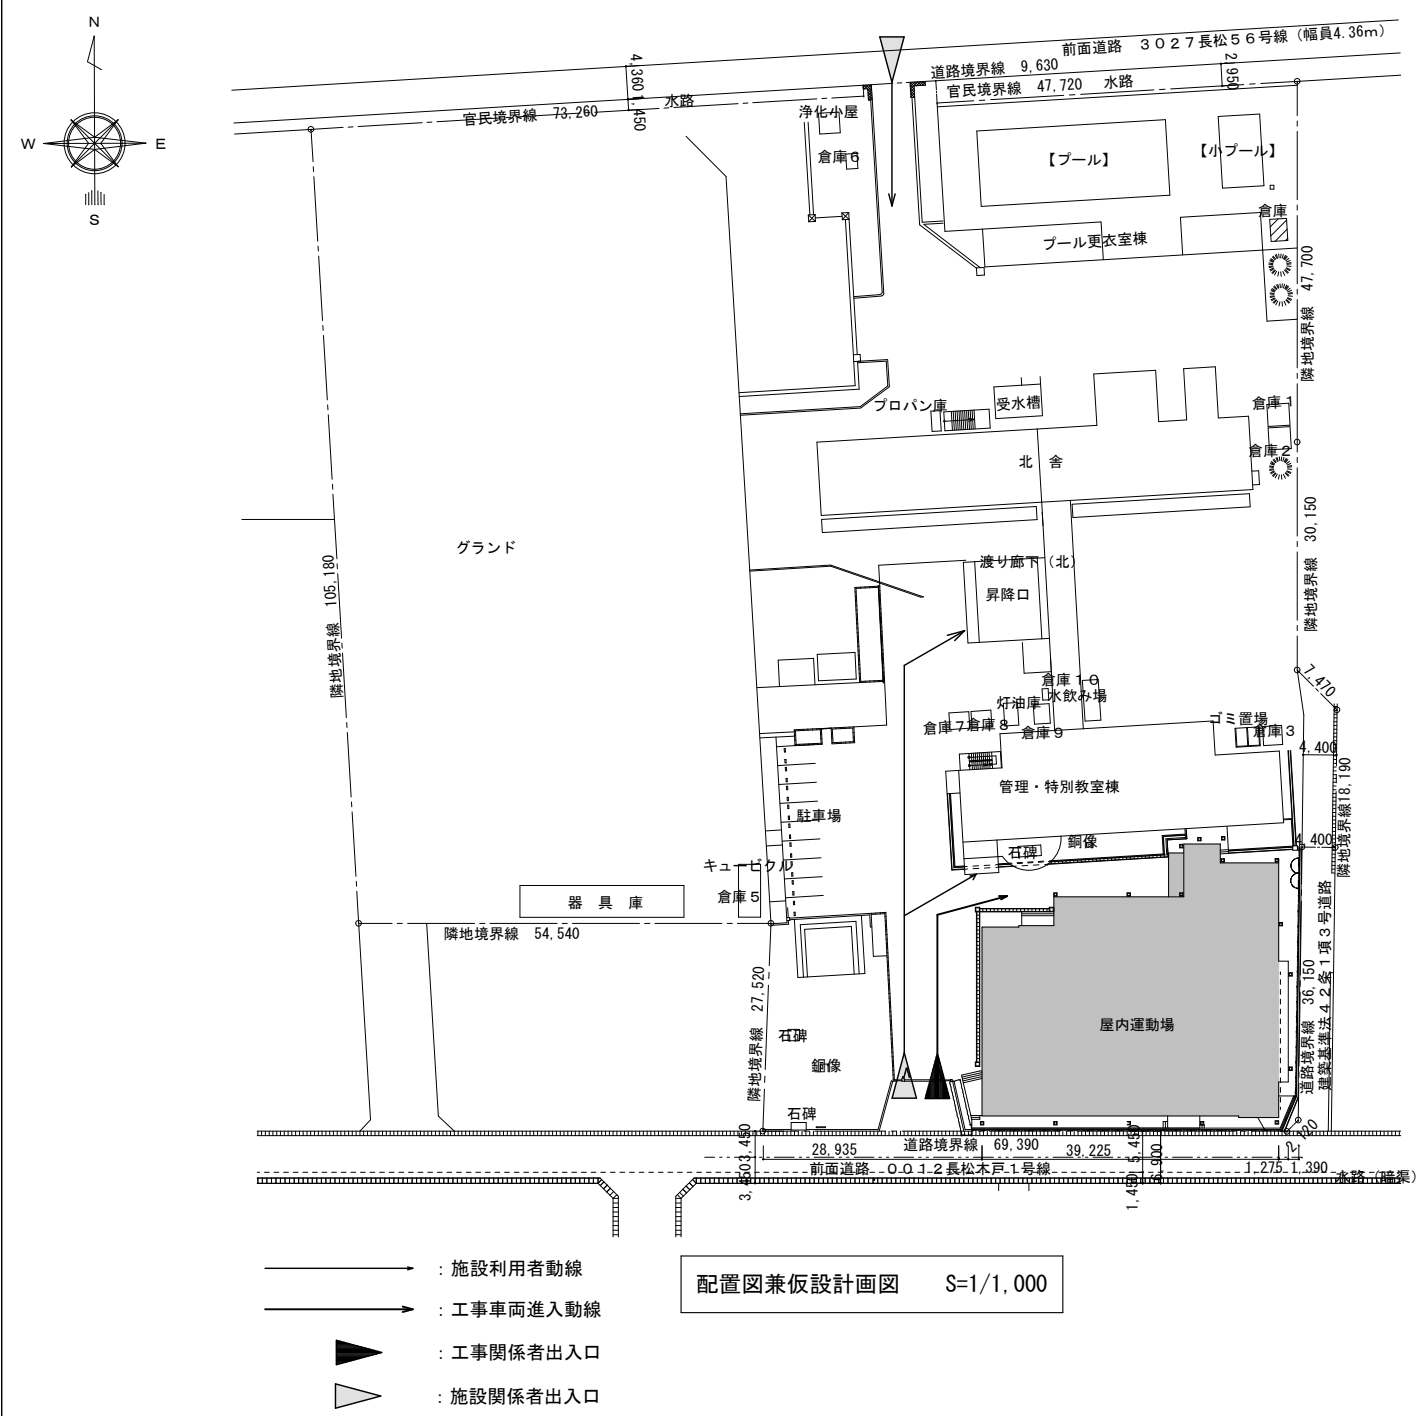 N
W
E
S
前面道路　３０２７長松５６号線（幅員4.36m）
道路境界線　9,630
官民境界線　47,720　水路
2,950
4,360
1,450
水路
官民境界線　73,260
浄化小屋
倉庫６
【プール】
【小プール】
倉庫
プール更衣室棟
隣地境界線　47,700
プロパン庫
受水槽
倉庫１
倉庫２
北　舎
隣地境界線　30,150
グランド
隣地境界線　105,180
渡り廊下（北）
昇降口
7,470
倉庫１０
水飲み場
灯油庫
倉庫７
倉庫８
倉庫９
ゴミ置場
倉庫３
4,400
隣地境界線18,190
管理・特別教室棟
駐車場
石碑
銅像
4,400
キュービクル
倉庫５
器　具　庫
隣地境界線　54,540
隣地境界線　27,520
屋内運動場
道路境界線　36,150
建築基準法４２条１項３号道路
石碑
銅像
石碑
3,450
3,450
28,935
道路境界線　69,390
39,225
5,450
6,900
1,450
2,120
1,275
1,390
前面道路　００１２長松木戸１号線
水路（暗渠）
：施設利用者動線
：工事車両進入動線
：工事関係者出入口
：施設関係者出入口
配置図兼仮設計画図　　S=1/1,000